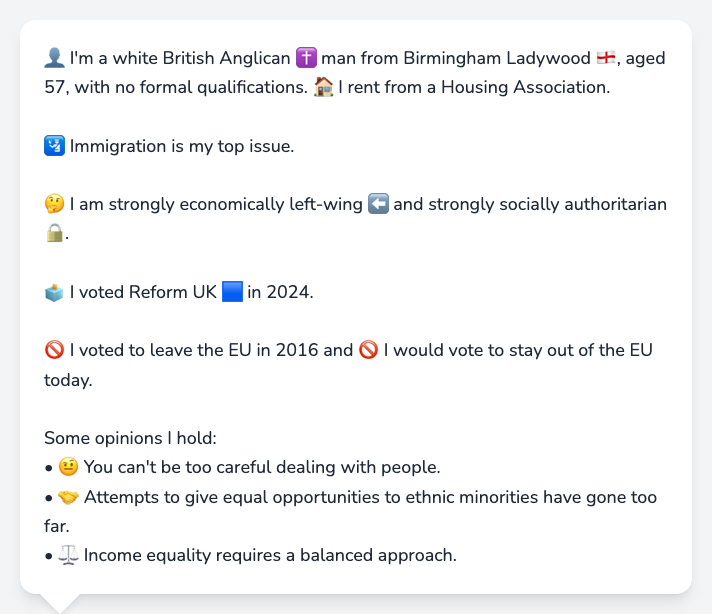 👤 I'm a white British Anglican ✝️ man from Birmingham Ladywood 🏴󠁧󠁢󠁥󠁮󠁧󠁿, aged
57, with no formal qualifications. 🏠 I rent from a Housing Association.
🛂 Immigration is my top issue.
🤔 I am strongly economically left-wing ⬅️ and strongly socially authoritarian
🔒.
🗳️ I voted Reform UK 🟦 in 2024.
🚫 I voted to leave the EU in 2016 and 🚫 I would vote to stay out of the EU
today.
Some opinions I hold:
• 🤨 You can't be too careful dealing with people.
• 🤝 Attempts to give equal opportunities to ethnic minorities have gone too
far.
• ⚖️ Income equality requires a balanced approach.